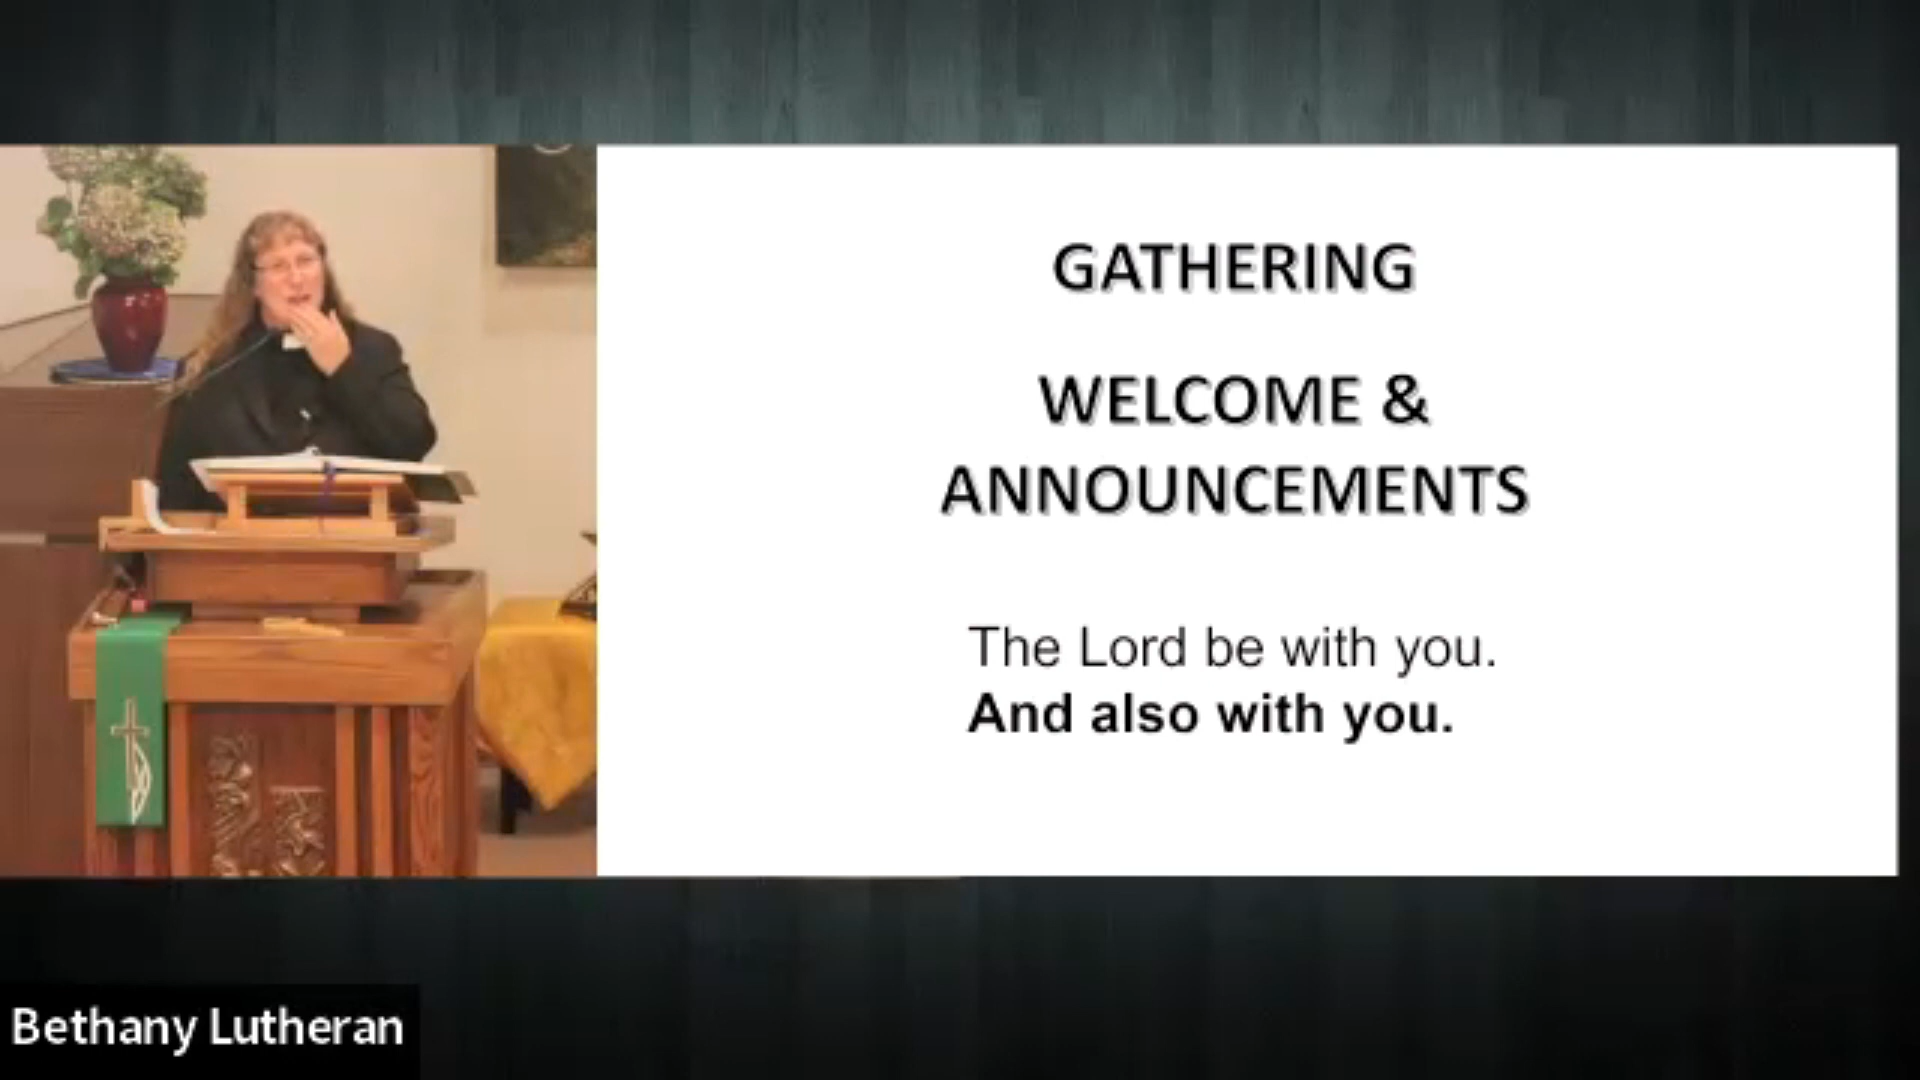 GATHERING
WELCOME &
ANNOUNCEMENTS
The Lord be with you.
And also with you.
Bethany Lutheran